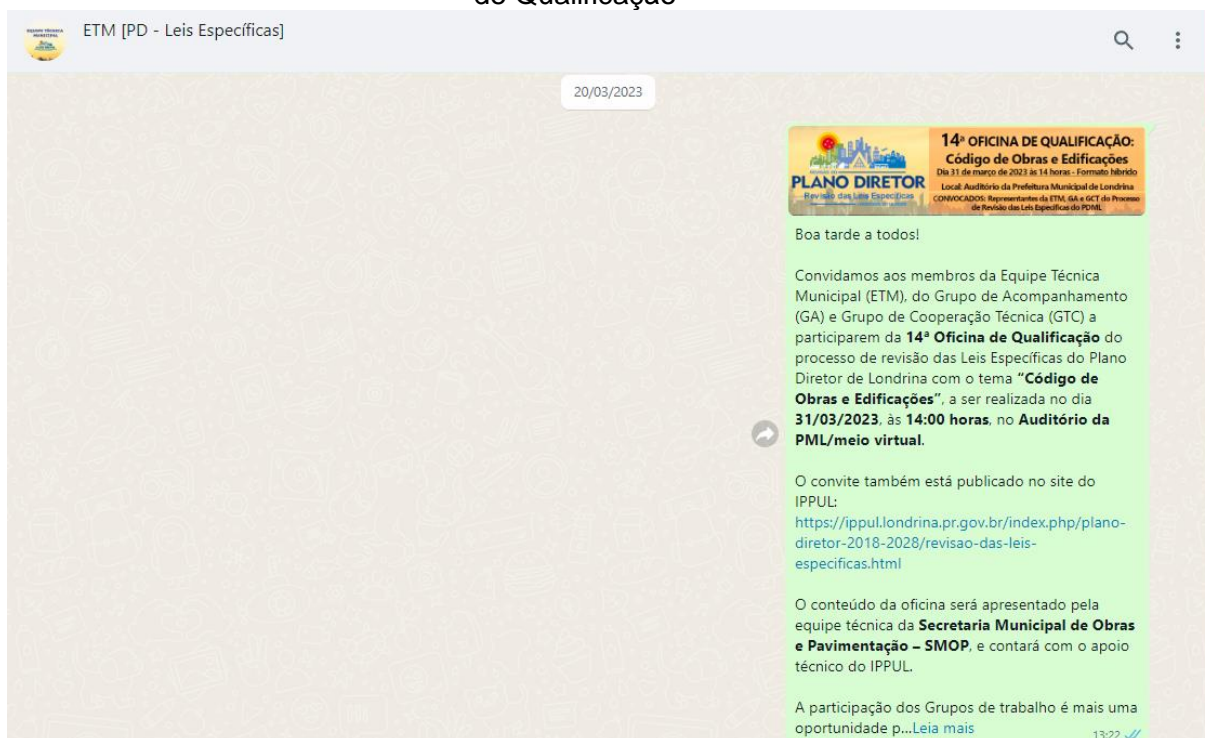 de Qualificação
EQUIPE TÉCNICA
MUNICIPAL
ETM [PD - Leis Específicas]
20/03/2023
PLANO DIRETOR
Revisão das Leis Específicas
14ª OFICINA DE QUALIFICAÇÃO:
Código de Obras e Edificações
Dia 31 de março de 2023 às 14 horas - Formato híbrido
Local: Auditório da Prefeitura Municipal de Londrina
CONVOCADOS: Representantes da ETM, GA e GCT do Processo
de Revisão das Leis Específicas do PDML
Boa tarde a todos!
Convidamos aos membros da Equipe Técnica
Municipal (ETM), do Grupo de Acompanhamento
(GA) e Grupo de Cooperação Técnica (GTC) a
participarem da 14ª Oficina de Qualificação do
processo de revisão das Leis Específicas do Plano
Diretor de Londrina com o tema “Código de
Obras e Edificações”, a ser realizada no dia
31/03/2023, às 14:00 horas, no Auditório da
PML/meio virtual.
O convite também está publicado no site do
IPPUL:
https://ippul.londrina.pr.gov.br/index.php/plano-
diretor-2018-2028/revisao-das-leis-
especificas.html
O conteúdo da oficina será apresentado pela
equipe técnica da Secretaria Municipal de Obras
e Pavimentação – SMOP, e contará com o apoio
técnico do IPPUL.
A participação dos Grupos de trabalho é mais uma
oportunidade p...Leia mais
13:22